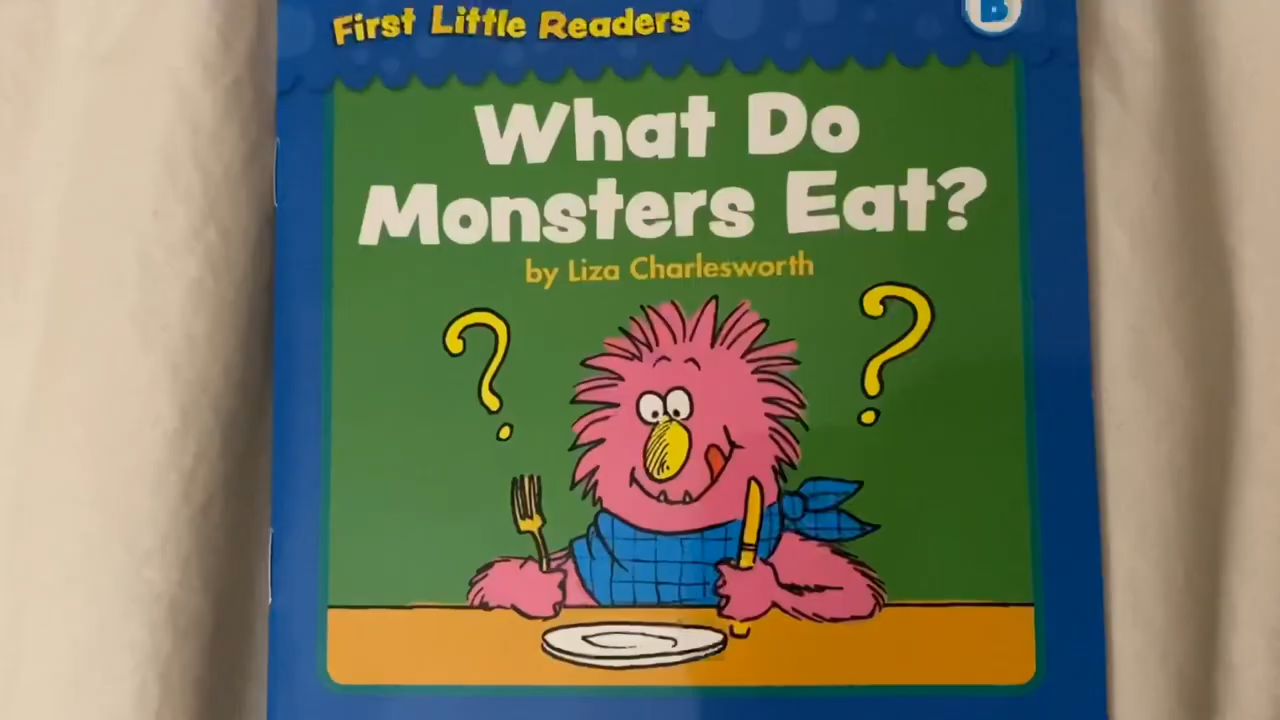 First Little Readers
B
What Do
Monsters Eat?
by Liza Charlesworth
? ?